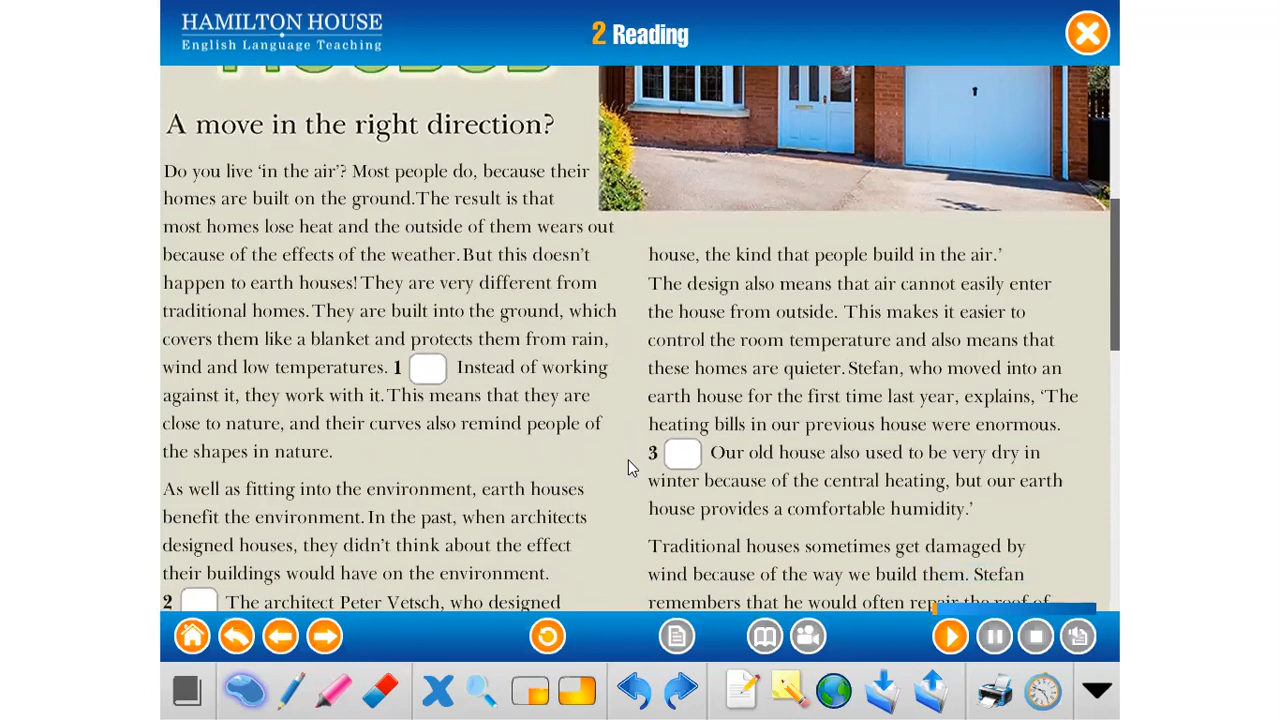 HAMILTON HOUSE
English Language Teaching
2 Reading
A move in the right direction?
Do you live ‘in the air’? Most people do, because their
homes are built on the ground. The result is that
most homes lose heat and the outside of them wears out
because of the effects of the weather. But this doesn’t
happen to earth houses! They are very different from
traditional homes. They are built into the ground, which
covers them like a blanket and protects them from rain,
wind and low temperatures. 1 Instead of working
against it, they work with it. This means that they are
close to nature, and their curves also remind people of
the shapes in nature.
As well as fitting into the environment, earth houses
benefit the environment. In the past, when architects
designed houses, they didn’t think about the effect
their buildings would have on the environment.
2 The architect Peter Vetsch, who designed
house, the kind that people build in the air.’
The design also means that air cannot easily enter
the house from outside. This makes it easier to
control the room temperature and also means that
these homes are quieter. Stefan, who moved into an
earth house for the first time last year, explains, ‘The
heating bills in our previous house were enormous.
3 Our old house also used to be very dry in
winter because of the central heating, but our earth
house provides a comfortable humidity.’
Traditional houses sometimes get damaged by
wind because of the way we build them. Stefan
remembers that he would often repair the roof of